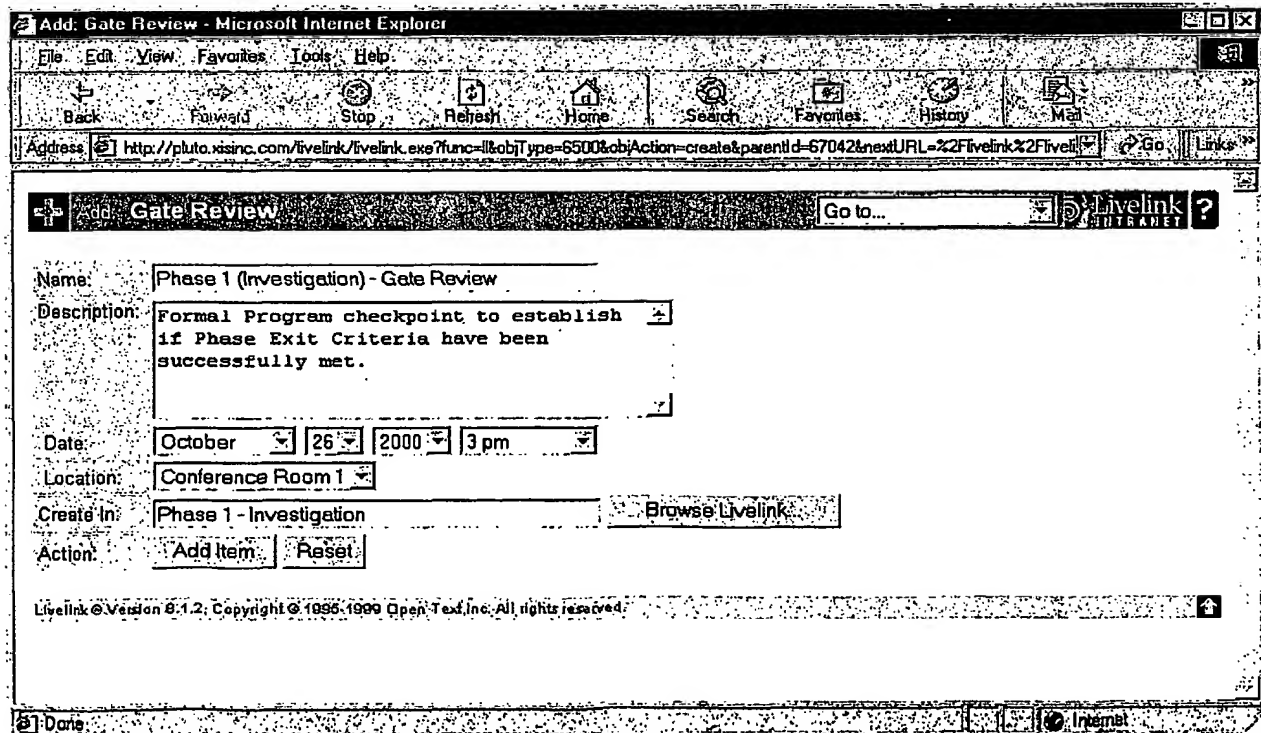 Add: Gate Review - Microsoft Internet Explorer
File Edit View Favorites Tools Help
Back Forward Stop Refresh Home Search Favorites History Mail »
Address http://pluto.xisinc.com/livelink/livelink.exe?func=ll&objType=6500&objAction=create&parentId=67042&nextURL=%2Flivelink%2Fliveli Go Links »
Add: Gate Review Go to... Livelink INTRANET ?
Name: Phase 1 (Investigation) - Gate Review
Description: Formal Program checkpoint to establish
if Phase Exit Criteria have been
successfully met.
Date: October 26 2000 3 pm
Location: Conference Room 1
Create In: Phase 1 - Investigation Browse Livelink...
Action: Add Item Reset
Livelink © Version 8.1.2; Copyright © 1995-1999 Open Text, Inc. All rights reserved.
Done Internet